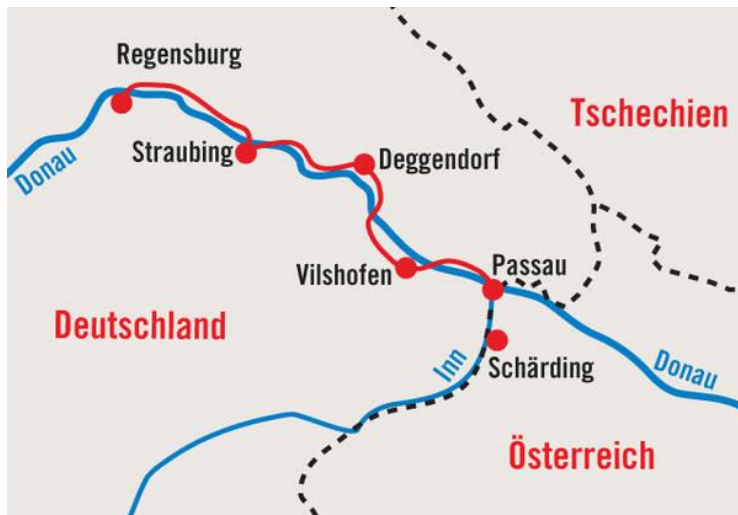 Regensburg
Tschechien
Straubing
Deggendorf
Donau
Vilshofen
Passau
Deutschland
Inn
Schärding
Donau
Österreich